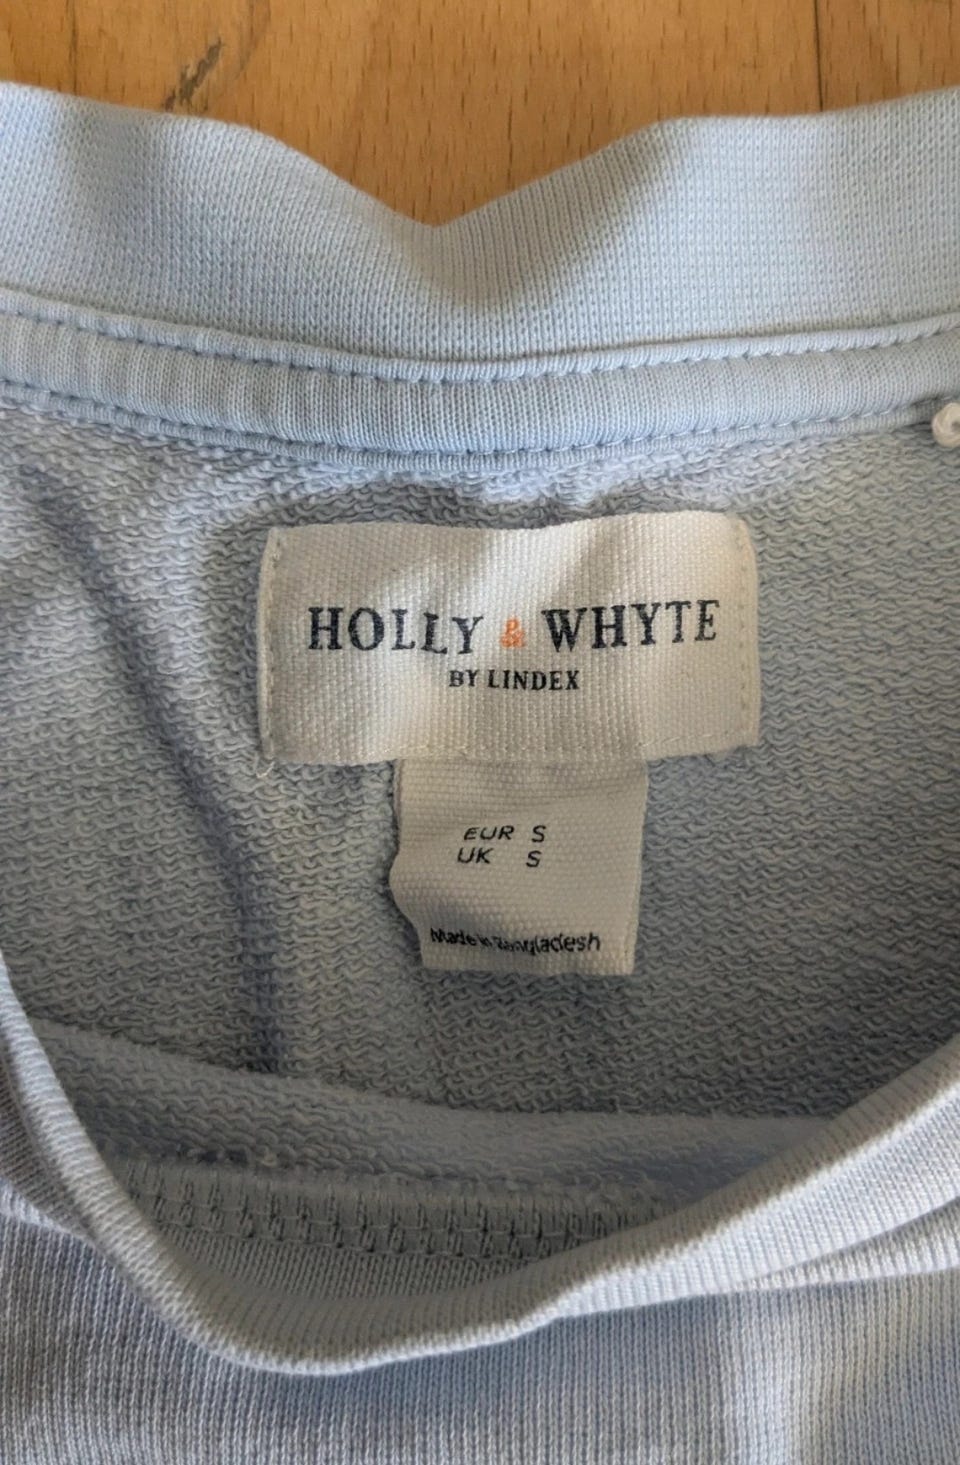 HOLLY & WHYTE
BY LINDEX
EUR S
UK S
Made in Bangladesh